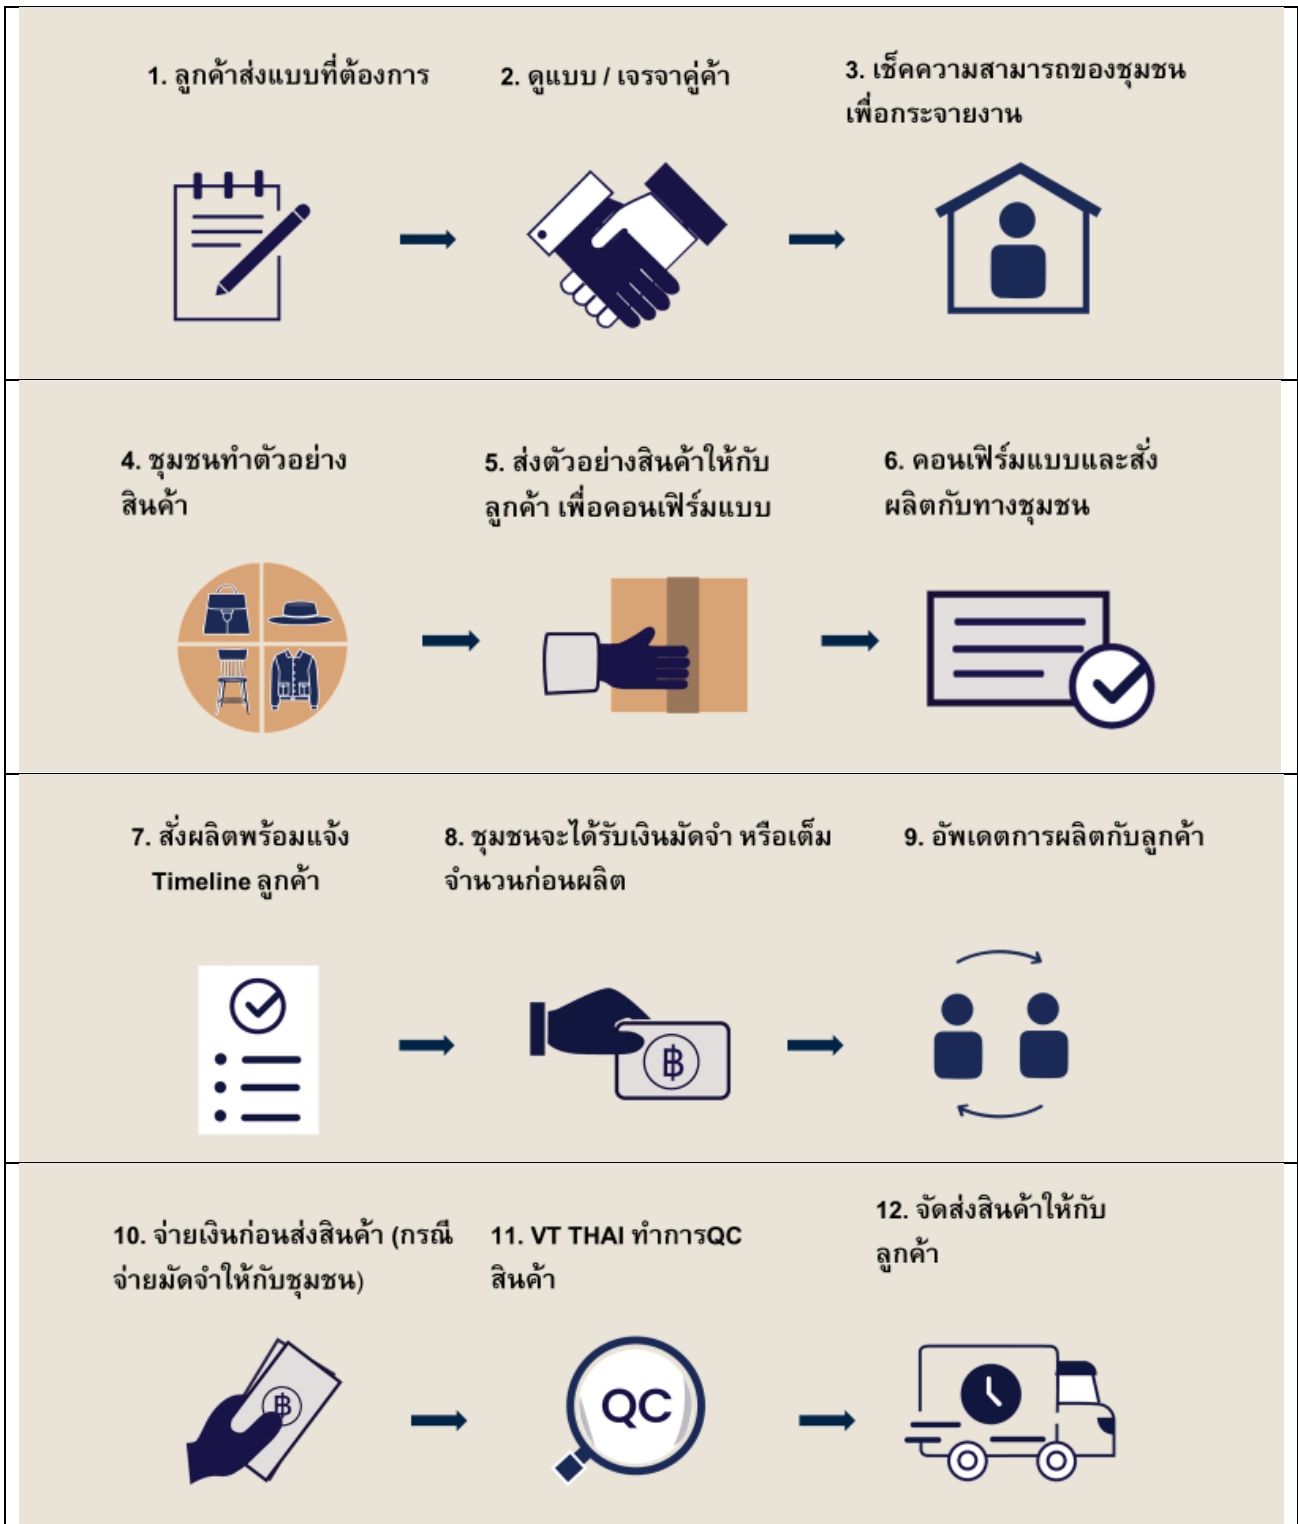 1. ลูกค้าส่งแบบที่ต้องการ
2. ดูแบบ / เจรจาคู่ค้า
3. เช็คความสามารถของชุมชน
เพื่อกระจายงาน
4. ชุมชนทำตัวอย่าง
สินค้า
5. ส่งตัวอย่างสินค้าให้กับ
ลูกค้า เพื่อคอนเฟิร์มแบบ
6. คอนเฟิร์มแบบและสั่ง
ผลิตกับทางชุมชน
7. สั่งผลิตพร้อมแจ้ง
Timeline ลูกค้า
8. ชุมชนจะได้รับเงินมัดจำ หรือเต็ม
จำนวนก่อนผลิต
9. อัพเดตการผลิตกับลูกค้า
฿
10. จ่ายเงินก่อนส่งสินค้า (กรณี
จ่ายมัดจำให้กับชุมชน)
11. VT THAI ทำการQC
สินค้า
12. จัดส่งสินค้าให้กับ
ลูกค้า
฿
QC